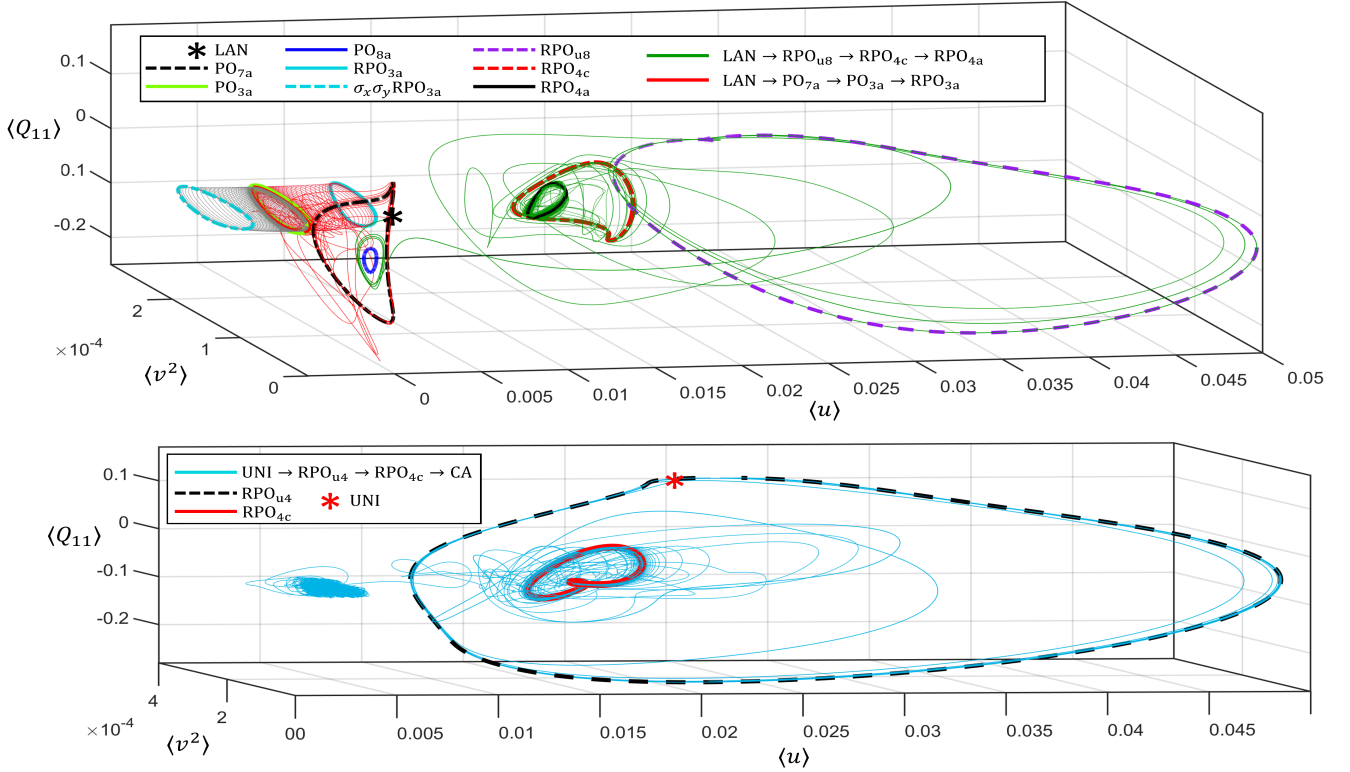 LAN
PO₇ₐ
PO₃ₐ
PO₈ₐ
RPO₃ₐ
σₓσᵧRPO₃ₐ
RPOᵤ₈
RPO₄c
RPO₄ₐ
LAN → RPOᵤ₈ → RPO₄c → RPO₄ₐ
LAN → PO₇ₐ → PO₃ₐ → RPO₃ₐ
0.1
⟨Q₁₁⟩
0
0.1
-0.2
2
×10⁻⁴
1
⟨v²⟩
0
0
0.005
0.01
0.015
0.02
0.025
0.03
0.035
0.04
0.045
0.05
⟨u⟩
UNI → RPOᵤ₄ → RPO₄c → CA
RPOᵤ₄
UNI
RPO₄c
0.1
0
⟨Q₁₁⟩
-0.1
-0.2
4
2
×10⁻⁴
⟨v²⟩
00
0.005
0.01
0.015
0.02
0.025
0.03
0.035
0.04
0.045
⟨u⟩